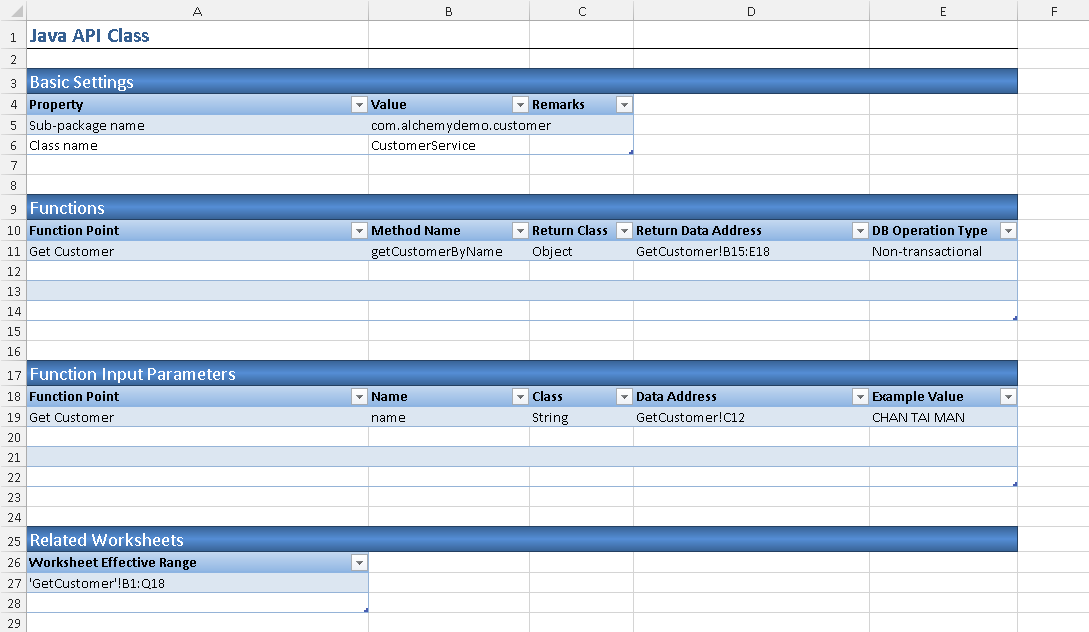 A B C D E F
1 Java API Class
2
3 Basic Settings
4 Property Value Remarks
5 Sub-package name com.alchemydemo.customer
6 Class name CustomerService
7
8
9 Functions
10 Function Point Method Name Return Class Return Data Address DB Operation Type
11 Get Customer getCustomerByName Object GetCustomer!B15:E18 Non-transactional
12
13
14
15
16
17 Function Input Parameters
18 Function Point Name Class Data Address Example Value
19 Get Customer name String GetCustomer!C12 CHAN TAI MAN
20
21
22
23
24
25 Related Worksheets
26 Worksheet Effective Range
27 'GetCustomer'!B1:Q18
28
29